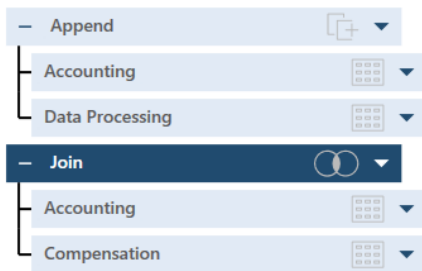 Append
Accounting
Data Processing
Join
Accounting
Compensation